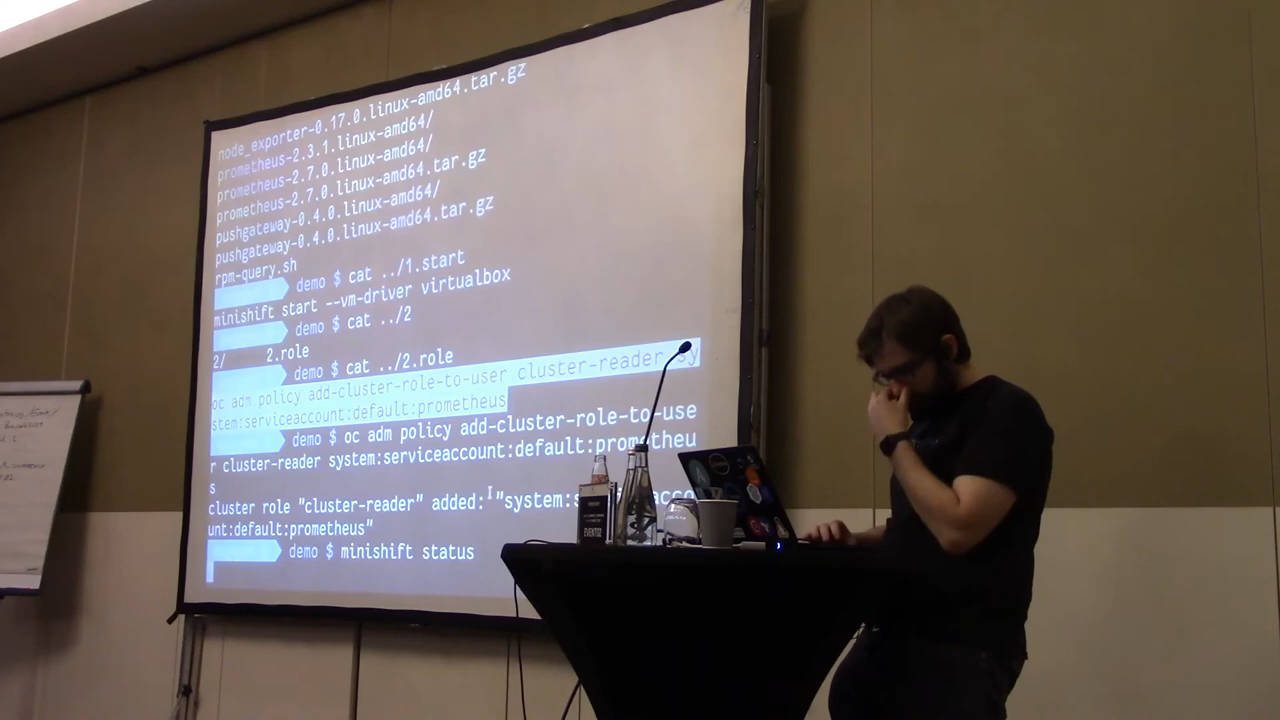 node_exporter-0.17.0.linux-amd64.tar.gz
prometheus-2.3.1.linux-amd64/
prometheus-2.7.0.linux-amd64/
prometheus-2.7.0.linux-amd64.tar.gz
pushgateway-0.4.0.linux-amd64/
pushgateway-0.4.0.linux-amd64.tar.gz
rpm-query.sh
demo $ cat ../1.start
minishift start --vm-driver virtualbox
demo $ cat ../2
2/ 2.role
demo $ cat ../2.role
oc adm policy add-cluster-role-to-user cluster-reader sy
stem:serviceaccount:default:prometheus
demo $ oc adm policy add-cluster-role-to-use
r cluster-reader system:serviceaccount:default:prometheu
s
cluster role "cluster-reader" added: "system:serviceacco
unt:default:prometheus"
demo $ minishift status
EVENT02